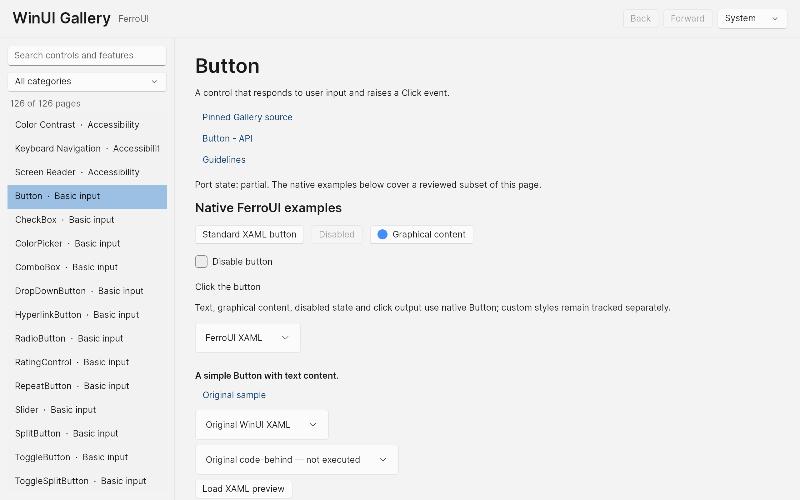 WinUI Gallery FerroUI
Back Forward System
Search controls and features
All categories
126 of 126 pages
Color Contrast · Accessibility
Keyboard Navigation · Accessibilit
Screen Reader · Accessibility
Button · Basic input
CheckBox · Basic input
ColorPicker · Basic input
ComboBox · Basic input
DropDownButton · Basic input
HyperlinkButton · Basic input
RadioButton · Basic input
RatingControl · Basic input
RepeatButton · Basic input
Slider · Basic input
SplitButton · Basic input
ToggleButton · Basic input
ToggleSplitButton · Basic input
Button
A control that responds to user input and raises a Click event.
Pinned Gallery source
Button - API
Guidelines
Port state: partial. The native examples below cover a reviewed subset of this page.
Native FerroUI examples
Standard XAML button Disabled Graphical content
Disable button
Click the button
Text, graphical content, disabled state and click output use native Button; custom styles remain tracked separately.
FerroUI XAML
A simple Button with text content.
Original sample
Original WinUI XAML
Original code-behind — not executed
Load XAML preview